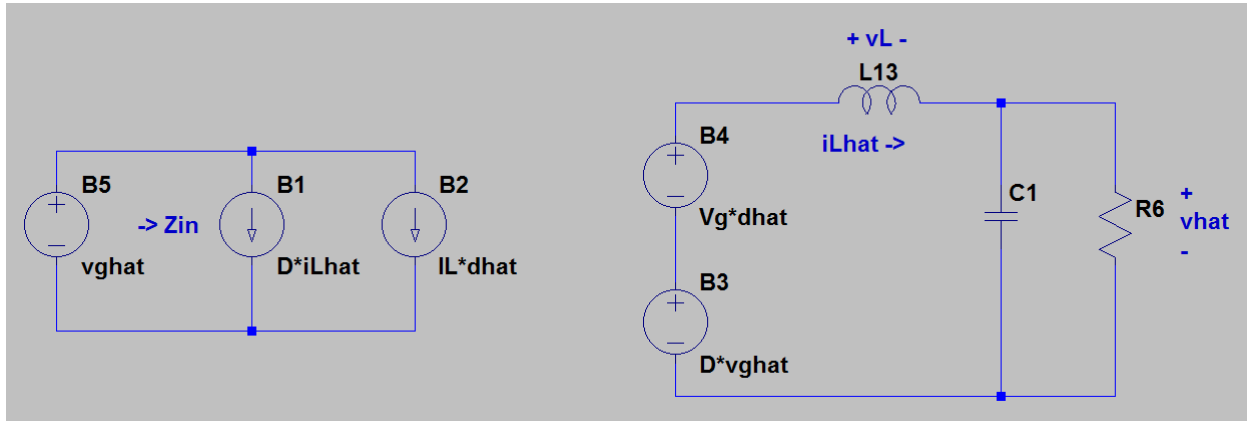 + vL -
L13
B4
iLhat ->
B5
B1
B2
C1
R6
+
vhat
-
-> Zin
Vg*dhat
vghat
D*iLhat
IL*dhat
B3
D*vghat